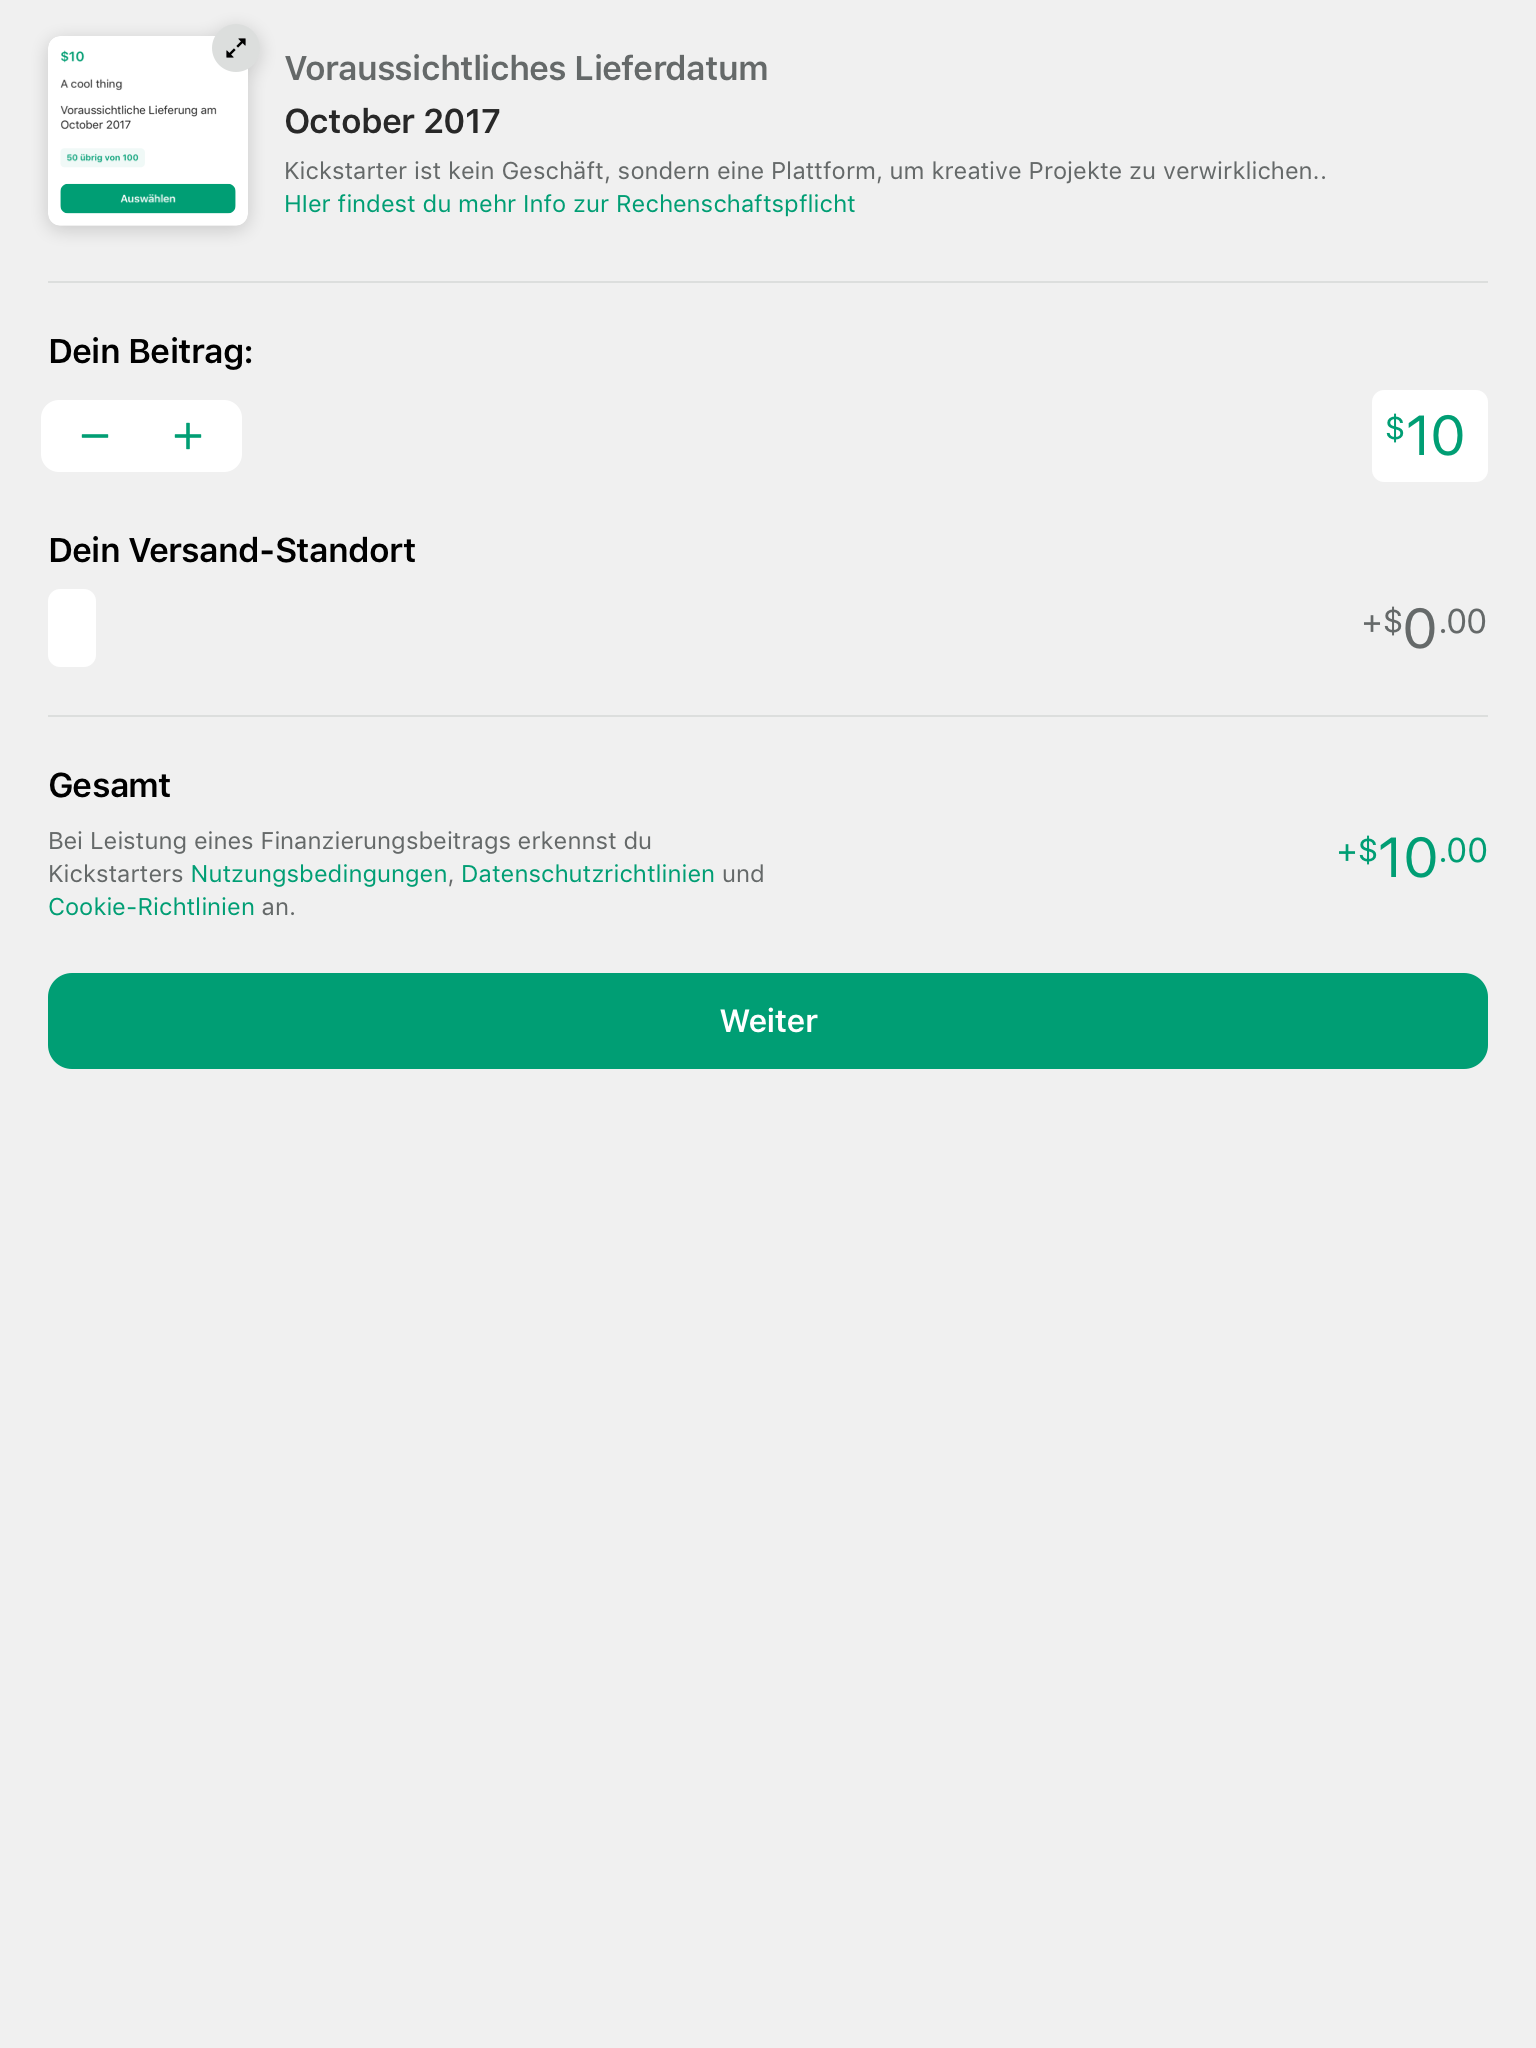 $10
A cool thing
Voraussichtliche Lieferung am
October 2017
50 übrig von 100
Auswählen
Voraussichtliches Lieferdatum
October 2017
Kickstarter ist kein Geschäft, sondern eine Plattform, um kreative Projekte zu verwirklichen..
HIer findest du mehr Info zur Rechenschaftspflicht
Dein Beitrag:
$10
Dein Versand-Standort
+$0.00
Gesamt
Bei Leistung eines Finanzierungsbeitrags erkennst du
Kickstarters Nutzungsbedingungen, Datenschutzrichtlinien und
Cookie-Richtlinien an.
+$10.00
Weiter